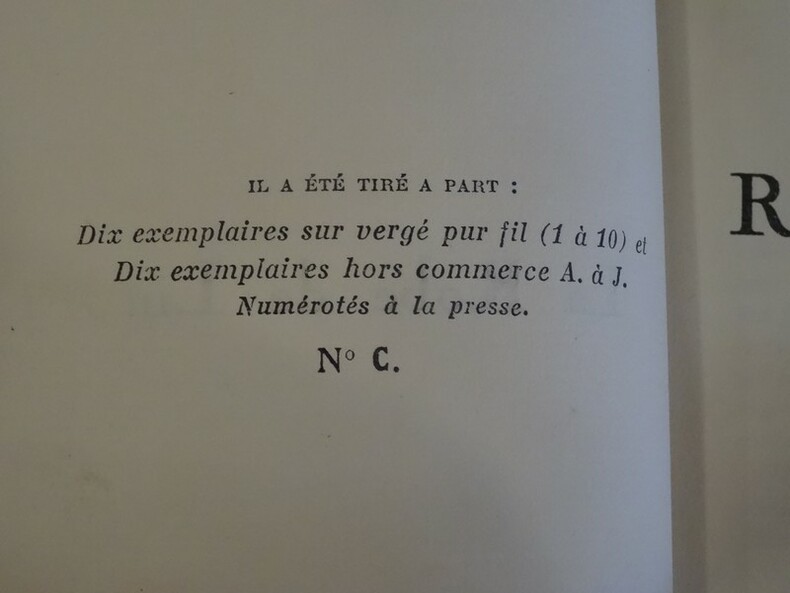 IL A ÉTÉ TIRÉ A PART :
Dix exemplaires sur vergé pur fil (1 à 10) et
Dix exemplaires hors commerce A. à J.
Numérotés à la presse.
Nº C.
R